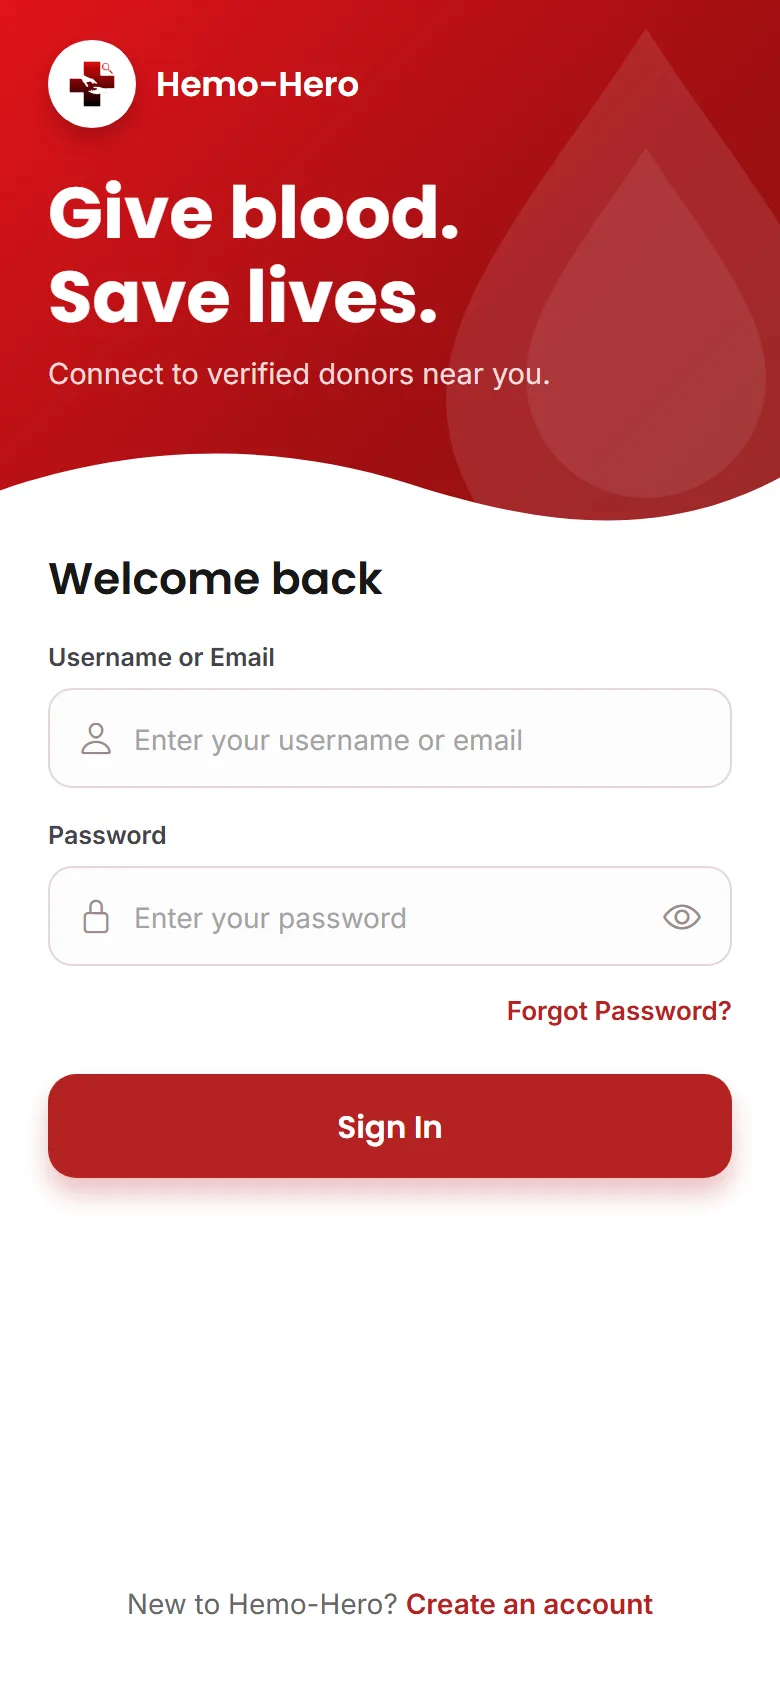 Hemo-Hero
Give blood.
Save lives.
Connect to verified donors near you.
Welcome back
Username or Email
Enter your username or email
Password
Enter your password
Forgot Password?
Sign In
New to Hemo-Hero? Create an account